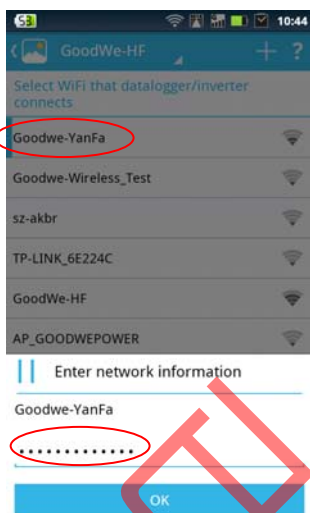 53
10:44
GoodWe-HF + ?
Select WiFi that datalogger/inverter
connects
Goodwe-YanFa
Goodwe-Wireless_Test
sz-akbr
TP-LINK_6E224C
GoodWe-HF
AP_GOODWEPOWER
Enter network information
Goodwe-YanFa
•••••••••••••
OK